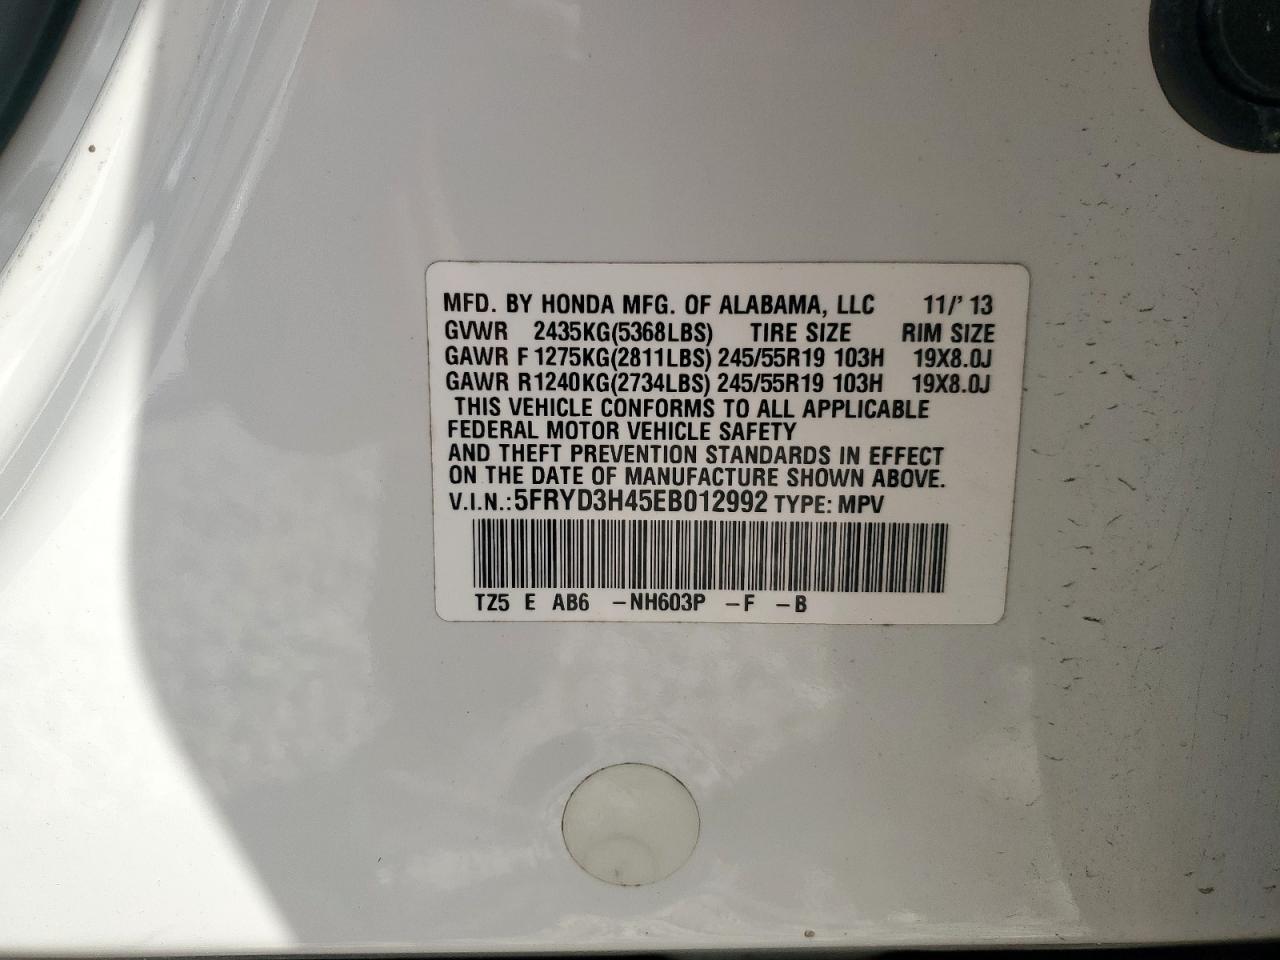 MFD. BY HONDA MFG. OF ALABAMA, LLC 11/'13
GVWR 2435KG(5368LBS) TIRE SIZE RIM SIZE
GAWR F 1275KG(2811LBS) 245/55R19 103H 19X8.0J
GAWR R1240KG(2734LBS) 245/55R19 103H 19X8.0J
THIS VEHICLE CONFORMS TO ALL APPLICABLE
FEDERAL MOTOR VEHICLE SAFETY
AND THEFT PREVENTION STANDARDS IN EFFECT
ON THE DATE OF MANUFACTURE SHOWN ABOVE.
V.I.N.:5FRYD3H45EB012992 TYPE: MPV
TZ5 E AB6 -NH603P -F -B